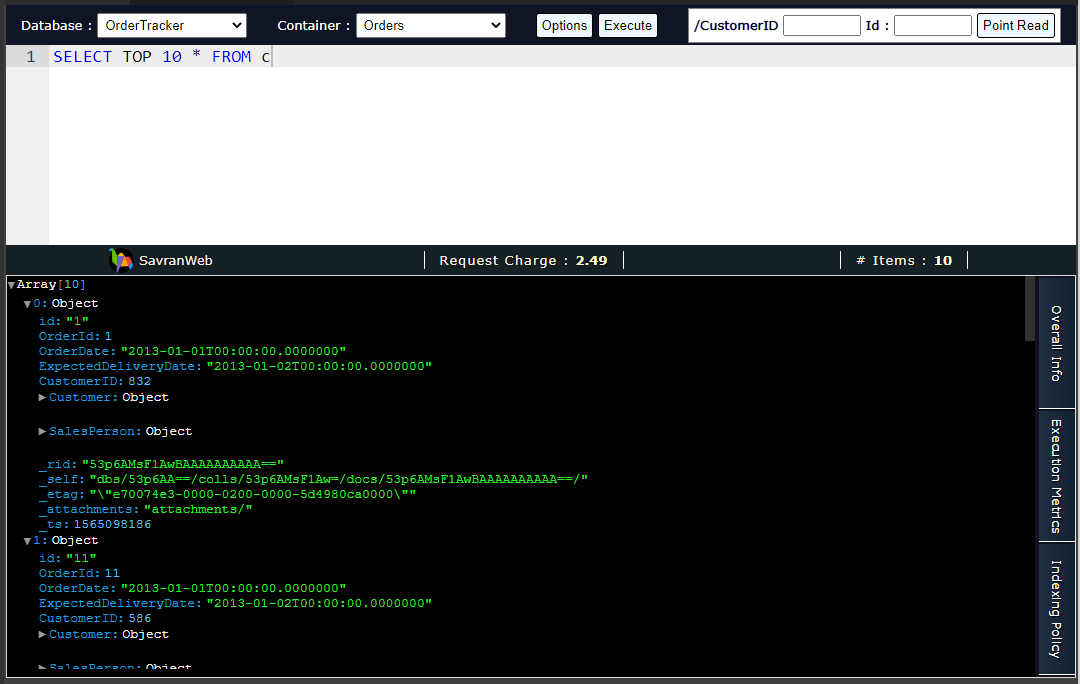 Database : OrderTracker Container : Orders Options Execute /CustomerID Id : Point Read
1 SELECT TOP 10 * FROM c
SavranWeb Request Charge : 2.49 # Items : 10
▼Array[10]
▼0: Object
id: "1"
OrderId: 1
OrderDate: "2013-01-01T00:00:00.0000000"
ExpectedDeliveryDate: "2013-01-02T00:00:00.0000000"
CustomerID: 832
▶Customer: Object
▶SalesPerson: Object
_rid: "53p6AMsF1AwBAAAAAAAAAA=="
_self: "dbs/53p6AA==/colls/53p6AMsF1Aw=/docs/53p6AMsF1AwBAAAAAAAAAA==/"
_etag: "\"e70074e3-0000-0200-0000-5d4980ca0000\""
_attachments: "attachments/"
_ts: 1565098186
▼1: Object
id: "11"
OrderId: 11
OrderDate: "2013-01-01T00:00:00.0000000"
ExpectedDeliveryDate: "2013-01-02T00:00:00.0000000"
CustomerID: 586
▶Customer: Object
▶SalesPerson: Object
Overall Info
Execution Metrics
Indexing Policy